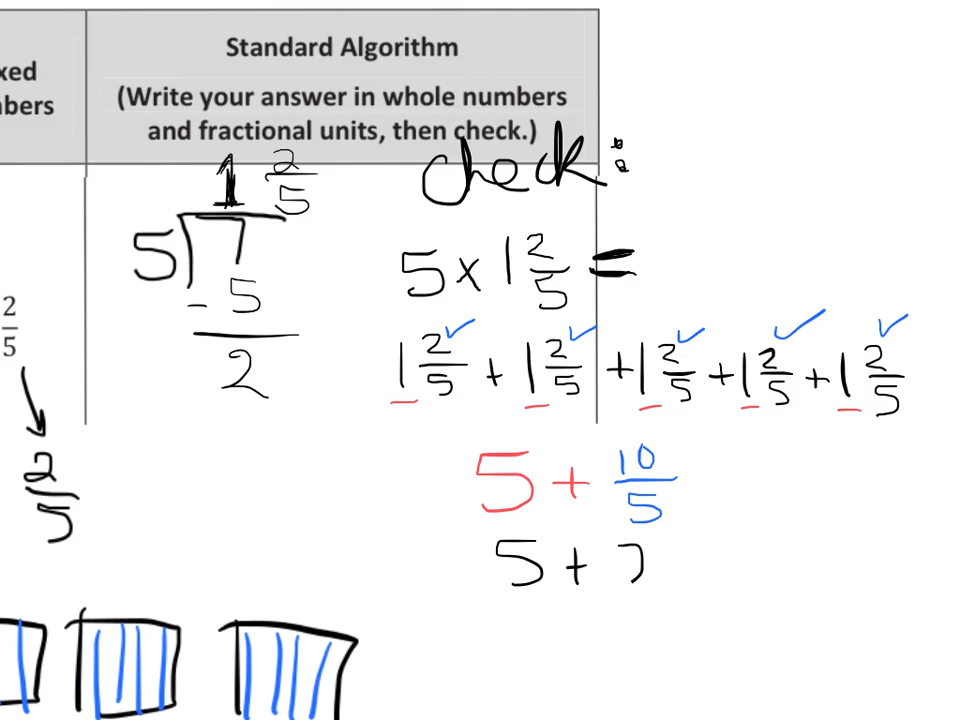 xed
nbers
Standard Algorithm
(Write your answer in whole numbers
and fractional units, then check.)
check:
1 2/5
5 7
- 5
2
5 x 1 2/5 =
1 2/5 + 1 2/5 + 1 2/5 + 1 2/5 + 1 2/5
2/5
2/5
5 + 10/5
5 +